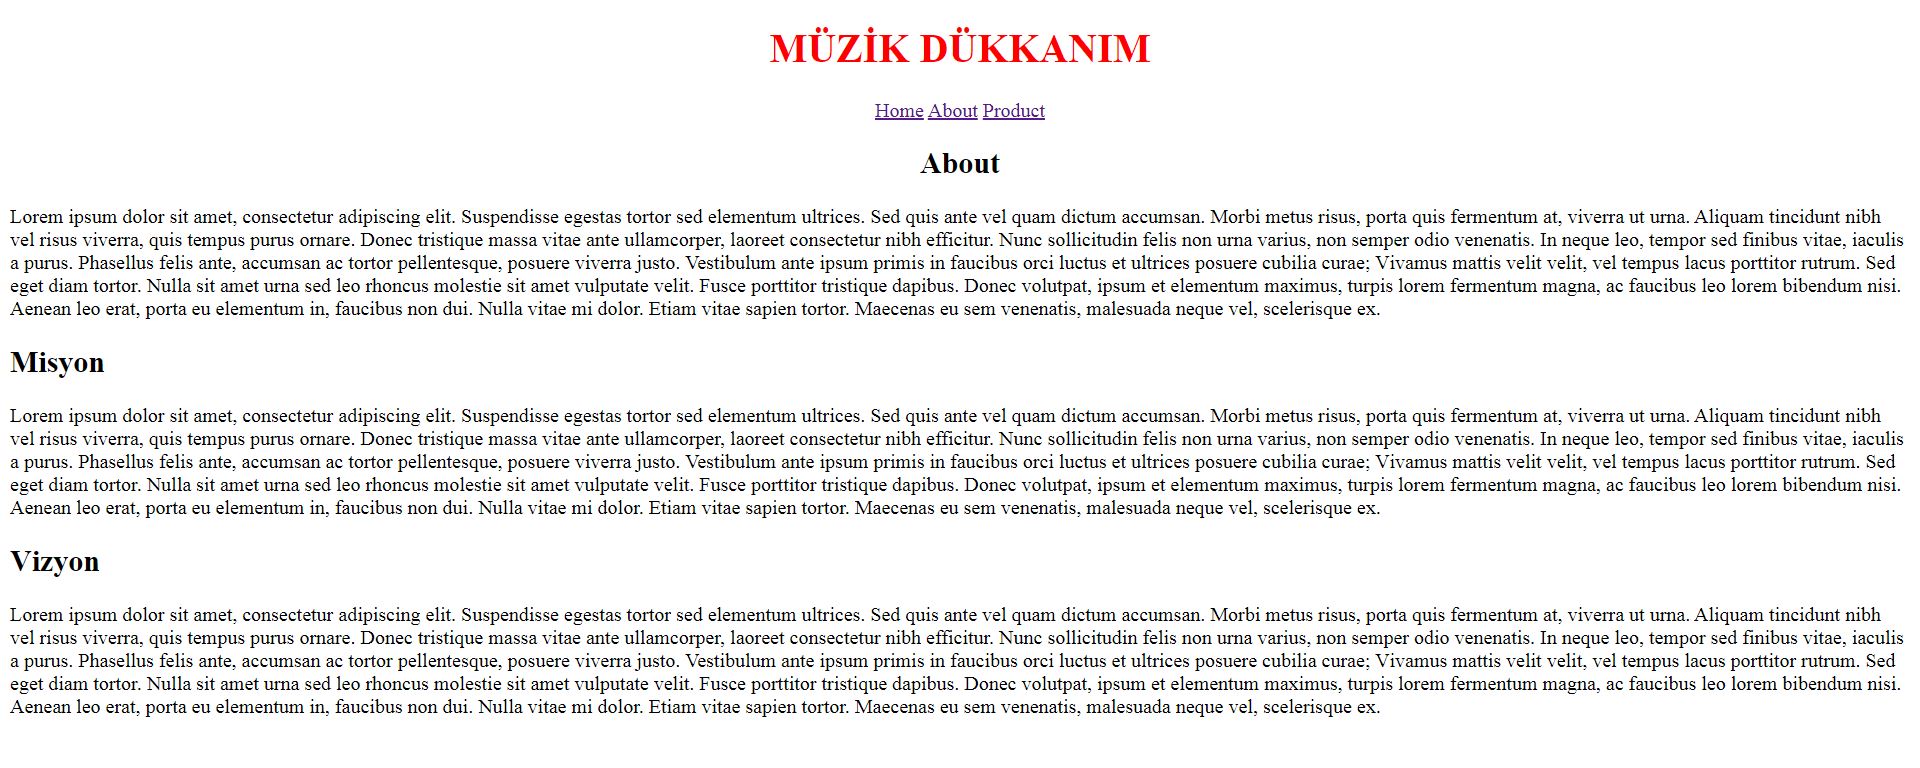 MÜZİK DÜKKANIM
Home About Product
About
Lorem ipsum dolor sit amet, consectetur adipiscing elit. Suspendisse egestas tortor sed elementum ultrices. Sed quis ante vel quam dictum accumsan. Morbi metus risus, porta quis fermentum at, viverra ut urna. Aliquam tincidunt nibh
vel risus viverra, quis tempus purus ornare. Donec tristique massa vitae ante ullamcorper, laoreet consectetur nibh efficitur. Nunc sollicitudin felis non urna varius, non semper odio venenatis. In neque leo, tempor sed finibus vitae, iaculis
a purus. Phasellus felis ante, accumsan ac tortor pellentesque, posuere viverra justo. Vestibulum ante ipsum primis in faucibus orci luctus et ultrices posuere cubilia curae; Vivamus mattis velit velit, vel tempus lacus porttitor rutrum. Sed
eget diam tortor. Nulla sit amet urna sed leo rhoncus molestie sit amet vulputate velit. Fusce porttitor tristique dapibus. Donec volutpat, ipsum et elementum maximus, turpis lorem fermentum magna, ac faucibus leo lorem bibendum nisi.
Aenean leo erat, porta eu elementum in, faucibus non dui. Nulla vitae mi dolor. Etiam vitae sapien tortor. Maecenas eu sem venenatis, malesuada neque vel, scelerisque ex.
Misyon
Lorem ipsum dolor sit amet, consectetur adipiscing elit. Suspendisse egestas tortor sed elementum ultrices. Sed quis ante vel quam dictum accumsan. Morbi metus risus, porta quis fermentum at, viverra ut urna. Aliquam tincidunt nibh
vel risus viverra, quis tempus purus ornare. Donec tristique massa vitae ante ullamcorper, laoreet consectetur nibh efficitur. Nunc sollicitudin felis non urna varius, non semper odio venenatis. In neque leo, tempor sed finibus vitae, iaculis
a purus. Phasellus felis ante, accumsan ac tortor pellentesque, posuere viverra justo. Vestibulum ante ipsum primis in faucibus orci luctus et ultrices posuere cubilia curae; Vivamus mattis velit velit, vel tempus lacus porttitor rutrum. Sed
eget diam tortor. Nulla sit amet urna sed leo rhoncus molestie sit amet vulputate velit. Fusce porttitor tristique dapibus. Donec volutpat, ipsum et elementum maximus, turpis lorem fermentum magna, ac faucibus leo lorem bibendum nisi.
Aenean leo erat, porta eu elementum in, faucibus non dui. Nulla vitae mi dolor. Etiam vitae sapien tortor. Maecenas eu sem venenatis, malesuada neque vel, scelerisque ex.
Vizyon
Lorem ipsum dolor sit amet, consectetur adipiscing elit. Suspendisse egestas tortor sed elementum ultrices. Sed quis ante vel quam dictum accumsan. Morbi metus risus, porta quis fermentum at, viverra ut urna. Aliquam tincidunt nibh
vel risus viverra, quis tempus purus ornare. Donec tristique massa vitae ante ullamcorper, laoreet consectetur nibh efficitur. Nunc sollicitudin felis non urna varius, non semper odio venenatis. In neque leo, tempor sed finibus vitae, iaculis
a purus. Phasellus felis ante, accumsan ac tortor pellentesque, posuere viverra justo. Vestibulum ante ipsum primis in faucibus orci luctus et ultrices posuere cubilia curae; Vivamus mattis velit velit, vel tempus lacus porttitor rutrum. Sed
eget diam tortor. Nulla sit amet urna sed leo rhoncus molestie sit amet vulputate velit. Fusce porttitor tristique dapibus. Donec volutpat, ipsum et elementum maximus, turpis lorem fermentum magna, ac faucibus leo lorem bibendum nisi.
Aenean leo erat, porta eu elementum in, faucibus non dui. Nulla vitae mi dolor. Etiam vitae sapien tortor. Maecenas eu sem venenatis, malesuada neque vel, scelerisque ex.